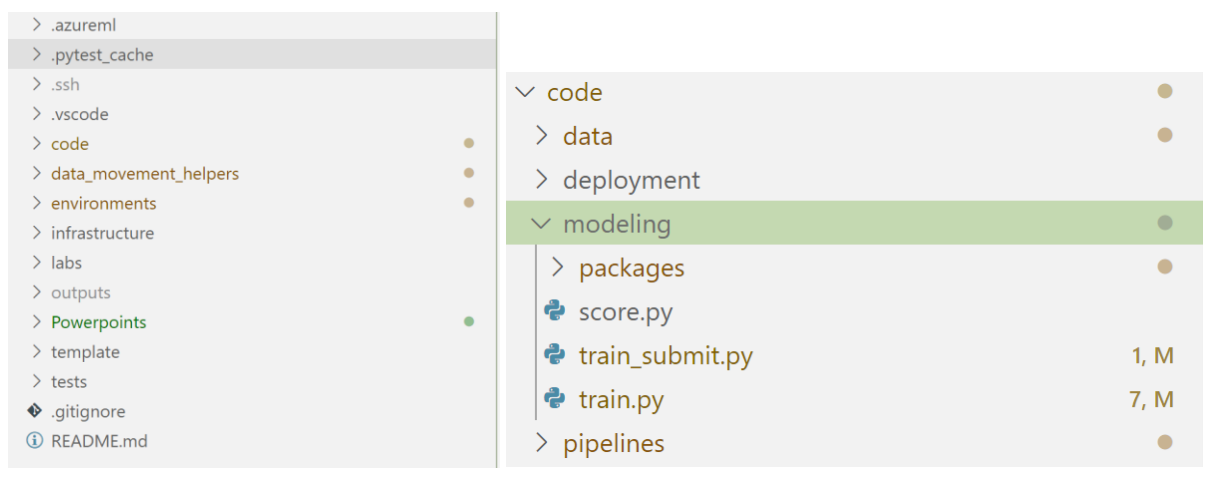 .azureml
.pytest_cache
.ssh
.vscode
code
data_movement_helpers
environments
infrastructure
labs
outputs
Powerpoints
template
tests
.gitignore
README.md
code
data
deployment
modeling
packages
score.py
train_submit.py 1, M
train.py 7, M
pipelines